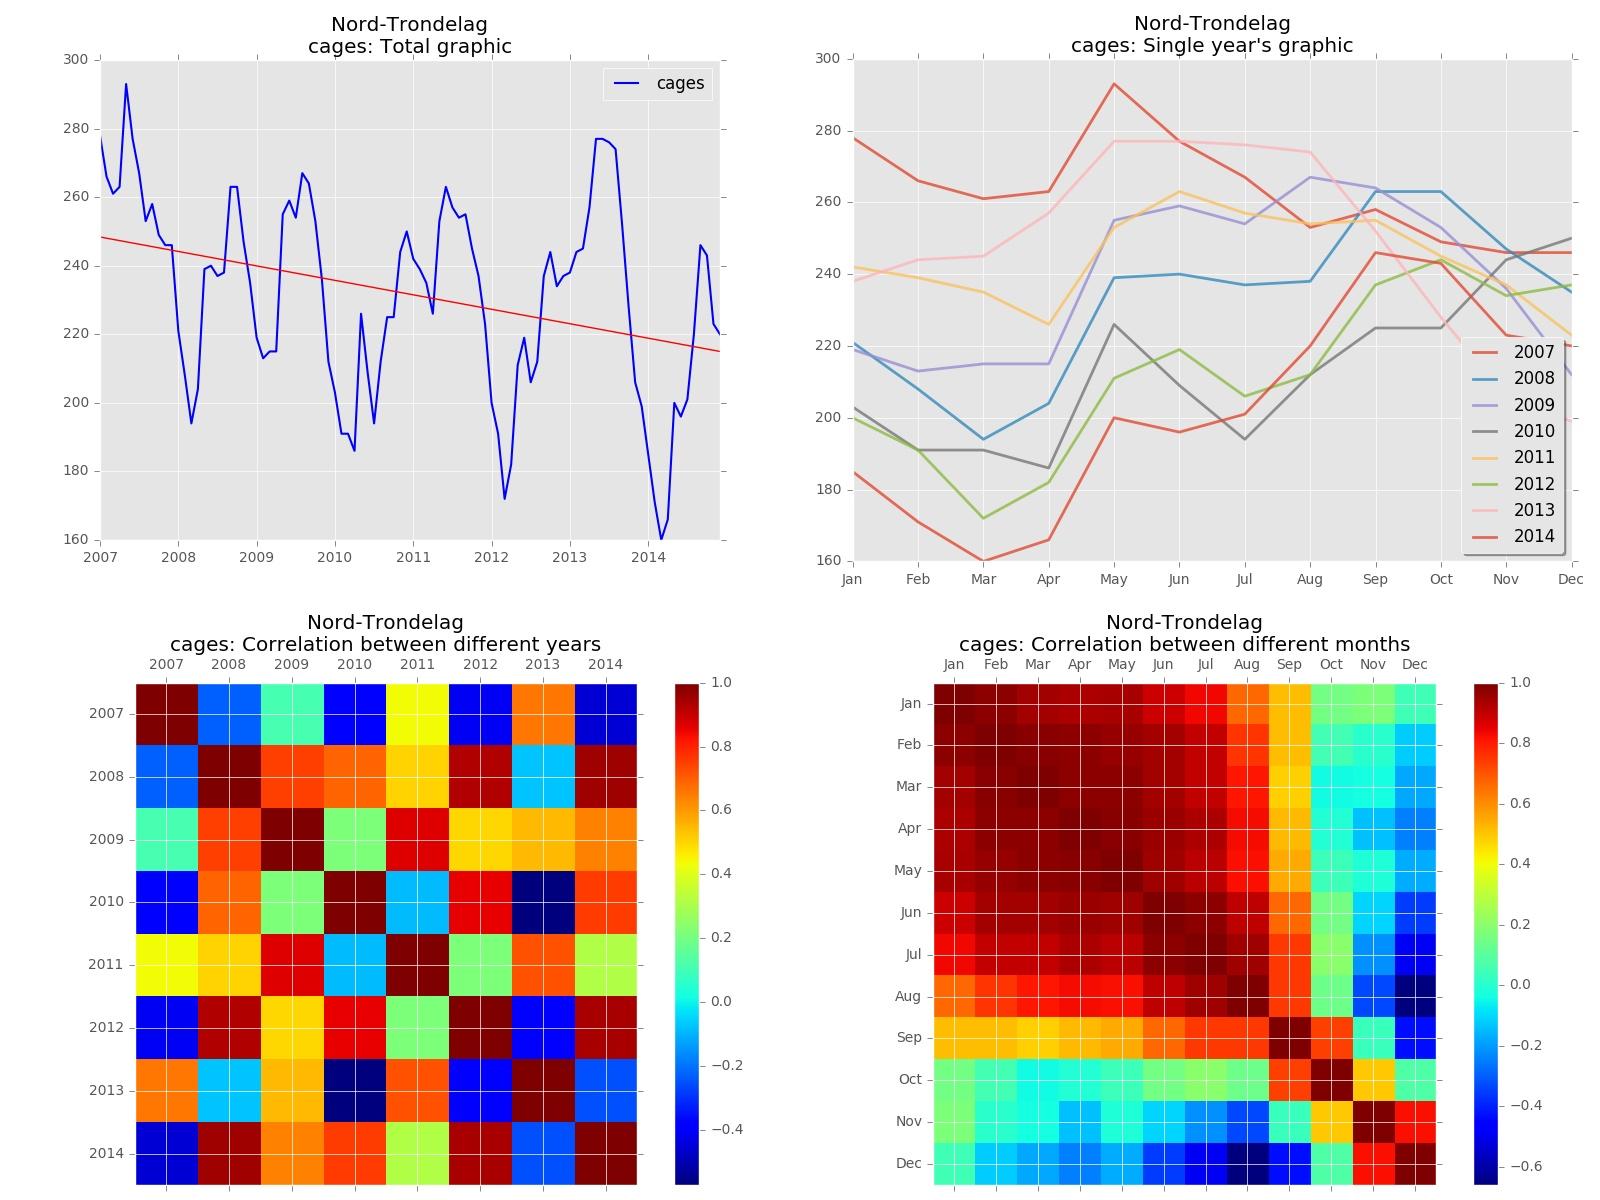 Nord-Trondelag
cages: Total graphic
300
280
260
240
220
200
180
160
2007 2008 2009 2010 2011 2012 2013 2014
cages
Nord-Trondelag
cages: Single year's graphic
300
280
260
240
220
200
180
160
Jan Feb Mar Apr May Jun Jul Aug Sep Oct Nov Dec
2007
2008
2009
2010
2011
2012
2013
2014
Nord-Trondelag
cages: Correlation between different years
2007 2008 2009 2010 2011 2012 2013 2014
2007
2008
2009
2010
2011
2012
2013
2014
1.0
0.8
0.6
0.4
0.2
0.0
−0.2
−0.4
Nord-Trondelag
cages: Correlation between different months
Jan Feb Mar Apr May Jun Jul Aug Sep Oct Nov Dec
Jan
Feb
Mar
Apr
May
Jun
Jul
Aug
Sep
Oct
Nov
Dec
1.0
0.8
0.6
0.4
0.2
0.0
−0.2
−0.4
−0.6